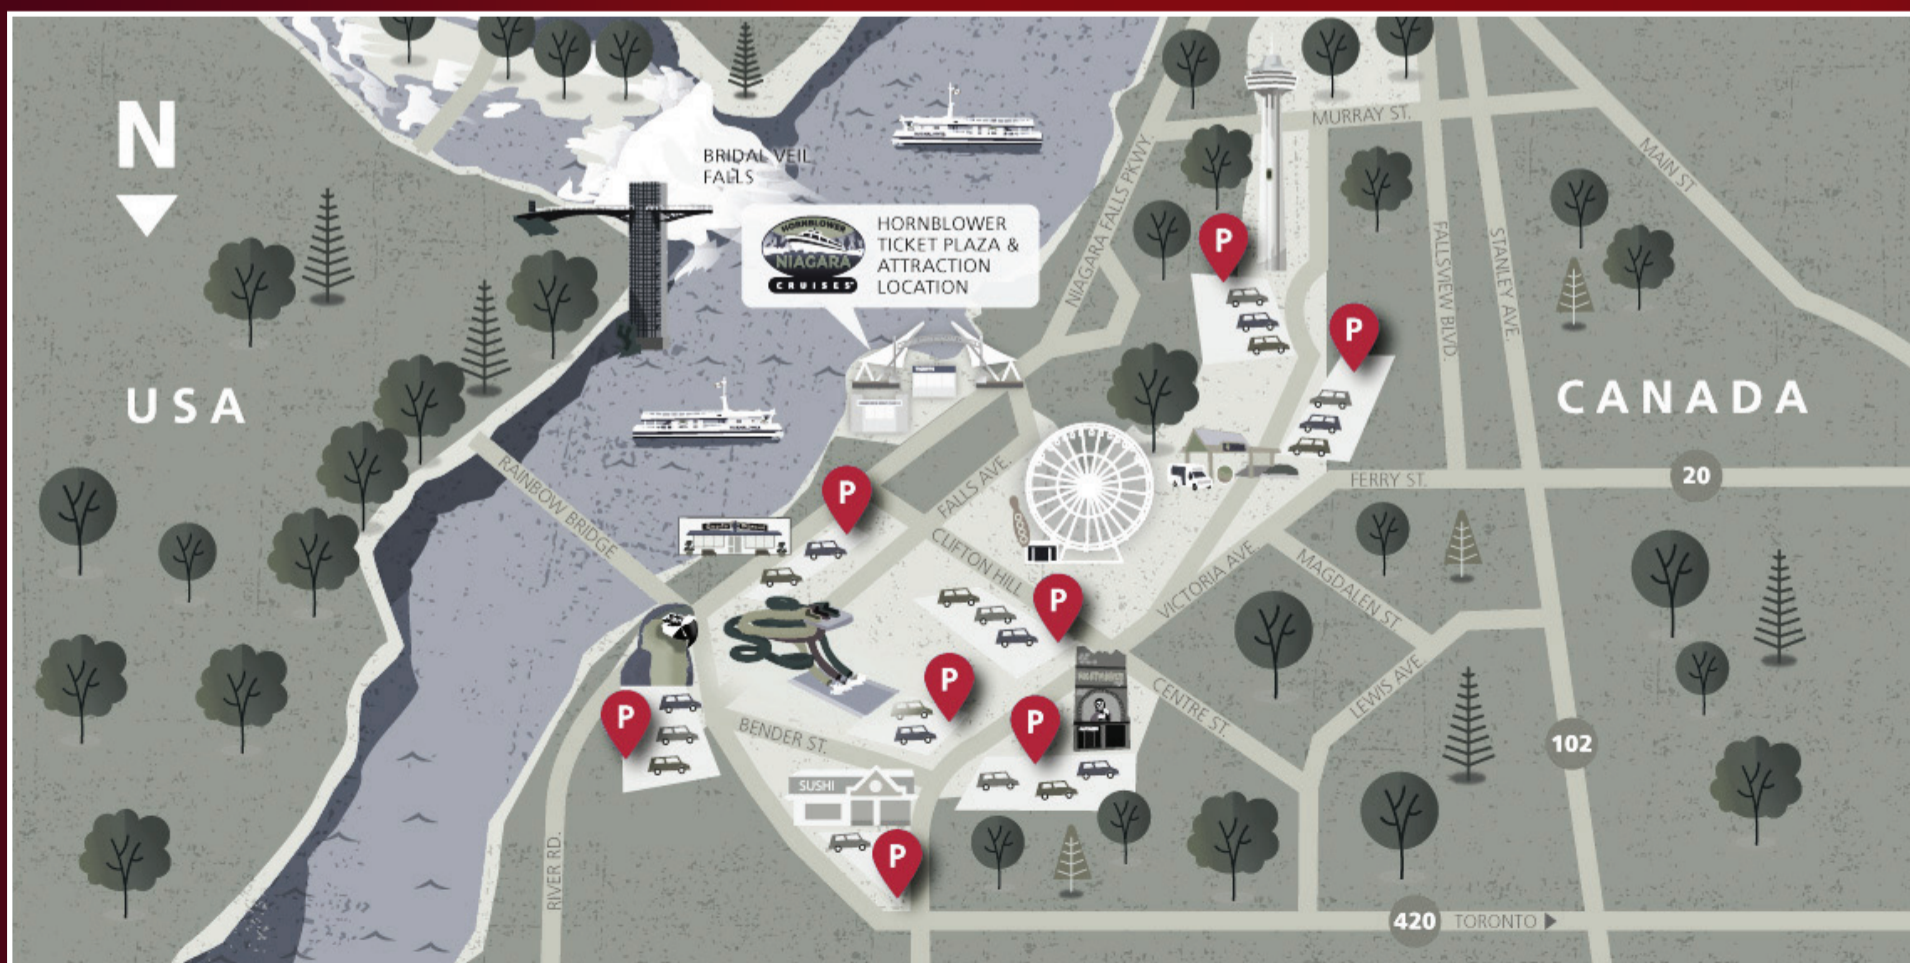 N
USA
CANADA
BRIDAL VEIL
FALLS
HORNBLOWER
NIAGARA
CRUISES
HORNBLOWER
TICKET PLAZA &
ATTRACTION
LOCATION
MURRAY ST.
MAIN ST.
NIAGARA FALLS PKWY.
FALLSVIEW BLVD.
STANLEY AVE.
P
P
FERRY ST.
20
RAINBOW BRIDGE
P
FALLS AVE.
CLIFTON HILL
P
VICTORIA AVE.
MAGDALEN ST.
P
P
P
BENDER ST.
CENTRE ST.
LEWIS AVE.
102
SUSHI
P
RIVER RD.
420
TORONTO